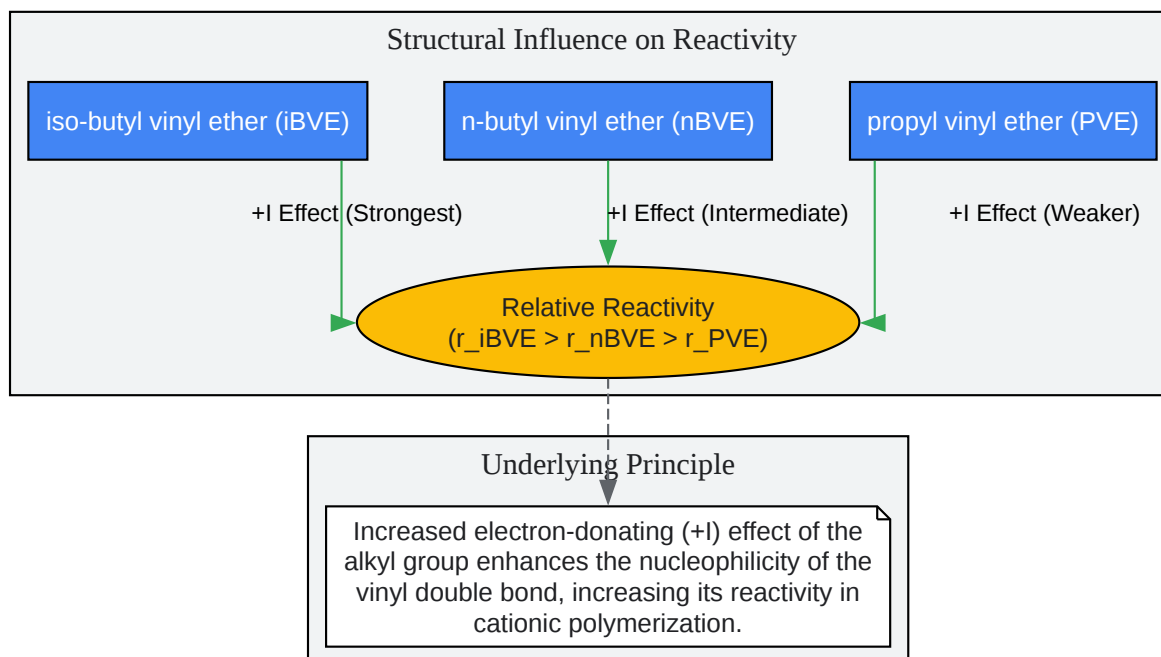 Structural Influence on Reactivity
iso-butyl vinyl ether (iBVE)
n-butyl vinyl ether (nBVE)
propyl vinyl ether (PVE)
+I Effect (Strongest)
+I Effect (Intermediate)
+I Effect (Weaker)
Relative Reactivity
(r_iBVE > r_nBVE > r_PVE)
Underlying Principle
Increased electron-donating (+I) effect of the
alkyl group enhances the nucleophilicity of the
vinyl double bond, increasing its reactivity in
cationic polymerization.